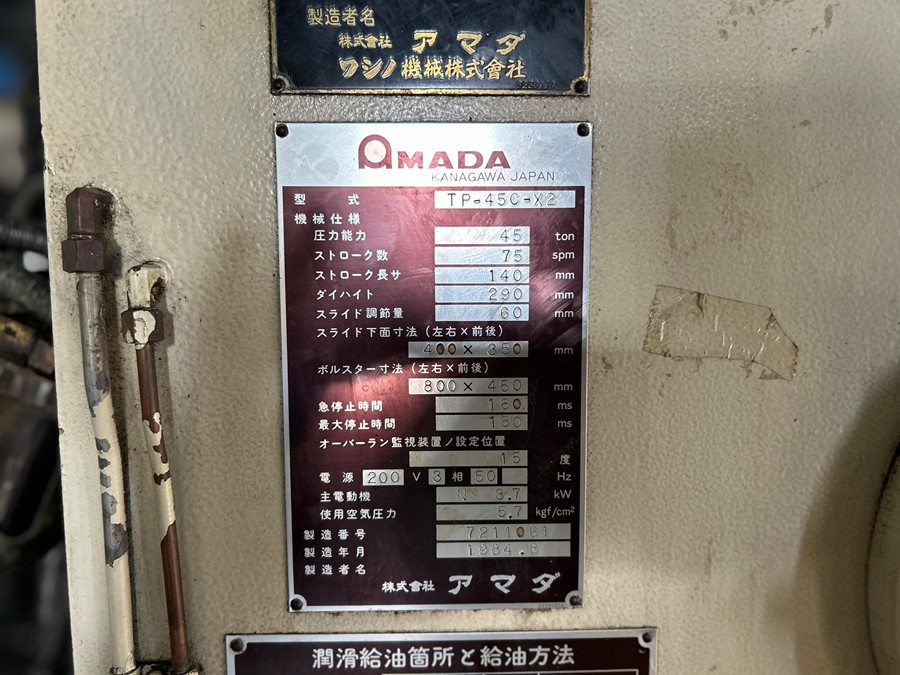 製造者名
株式会社 アマダ
ワシノ機械株式會社
AMADA
KANAGAWA JAPAN
型式 TP-45C-X2
機械仕様
圧力能力 45 ton
ストローク数 75 spm
ストローク長サ 140 mm
ダイハイト 290 mm
スライド調節量 60 mm
スライド下面寸法（左右×前後）
400 × 350 mm
ボルスター寸法（左右×前後）
800 × 450 mm
急停止時間 160 ms
最大停止時間 180 ms
オーバーラン監視装置ノ設定位置
15 度
電源 200 V 3 相 50 Hz
主電動機 3.7 kW
使用空気圧力 5.7 kgf/cm²
製造番号 7211061
製造年月 1984.
製造者名
株式会社 アマダ
潤滑給油箇所と給油方法